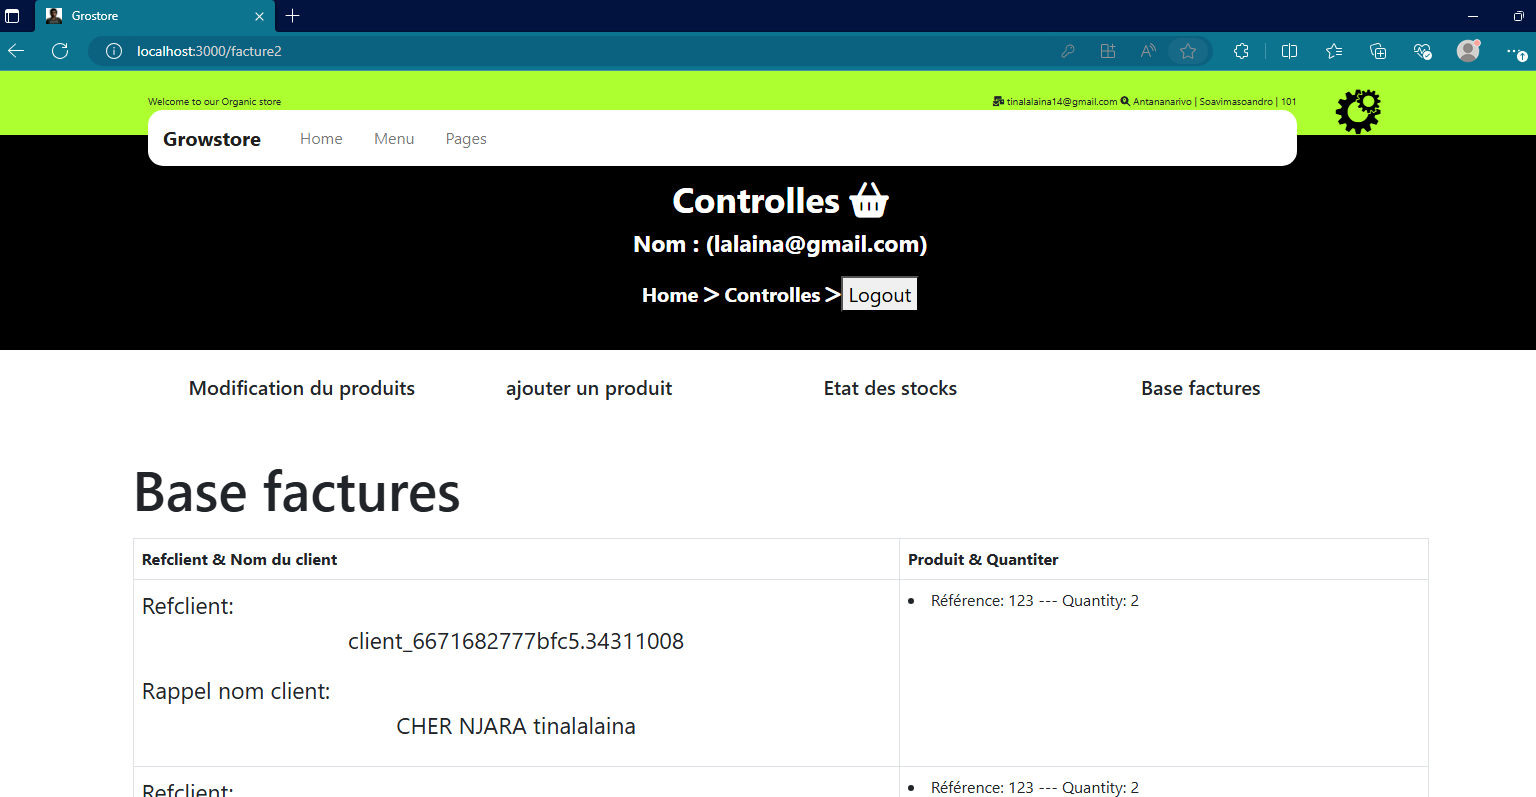 Grostore
localhost:3000/facture2
Welcome to our Organic store
tinalalaina14@gmail.com Antananarivo | Soavimasoandro | 101
Growstore Home Menu Pages
Controlles
Nom : (lalaina@gmail.com)
Home > Controlles > Logout
Modification du produits ajouter un produit Etat des stocks Base factures
Base factures
Refclient & Nom du client Produit & Quantiter
Refclient: Référence: 123 --- Quantity: 2
client_6671682777bfc5.34311008
Rappel nom client:
CHER NJARA tinalalaina
Refclient: Référence: 123 --- Quantity: 2